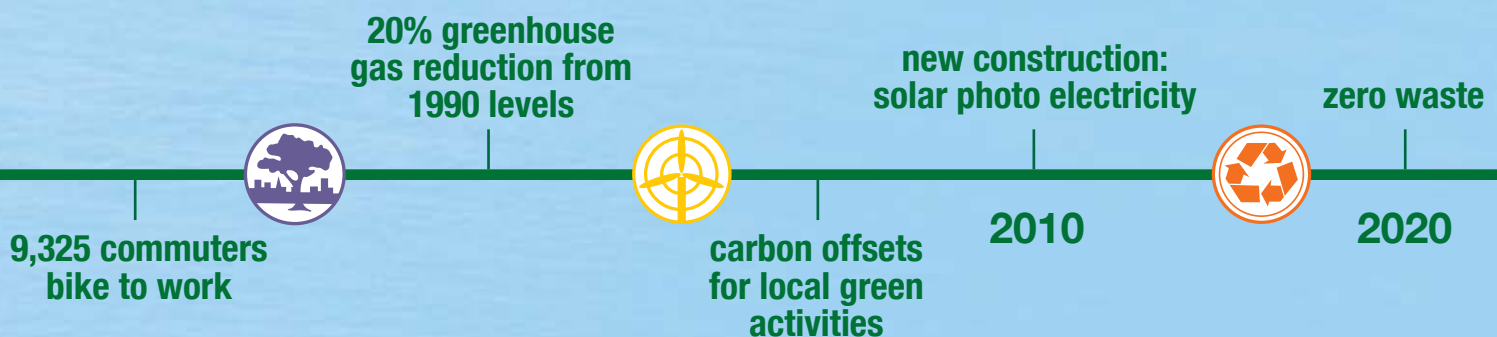 9,325 commuters
bike to work
20% greenhouse
gas reduction from
1990 levels
carbon offsets
for local green
activities
new construction:
solar photo electricity
2010
zero waste
2020